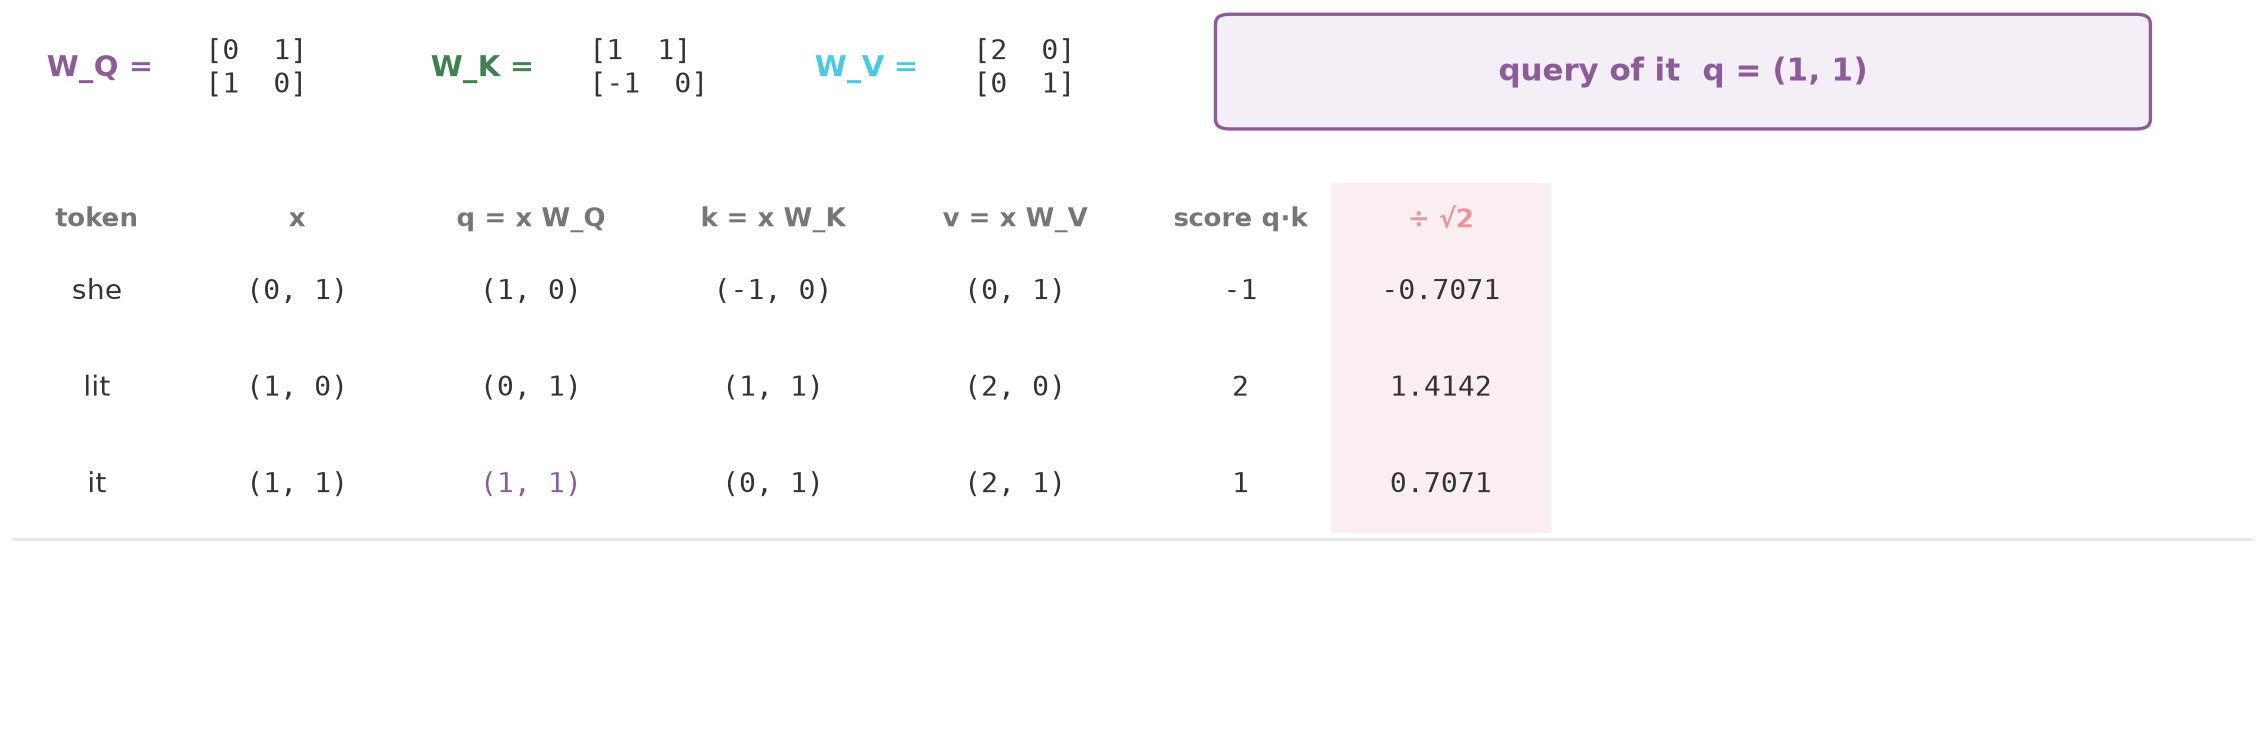 W_Q = [0  1]
[1  0]
W_K = [1  1]
[-1  0]
W_V = [2  0]
[0  1]
query of it  q = (1, 1)
token x q = x W_Q k = x W_K v = x W_V score q·k ÷ √2
she (0, 1) (1, 0) (-1, 0) (0, 1) -1 -0.7071
lit (1, 0) (0, 1) (1, 1) (2, 0) 2 1.4142
it (1, 1) (1, 1) (0, 1) (2, 1) 1 0.7071